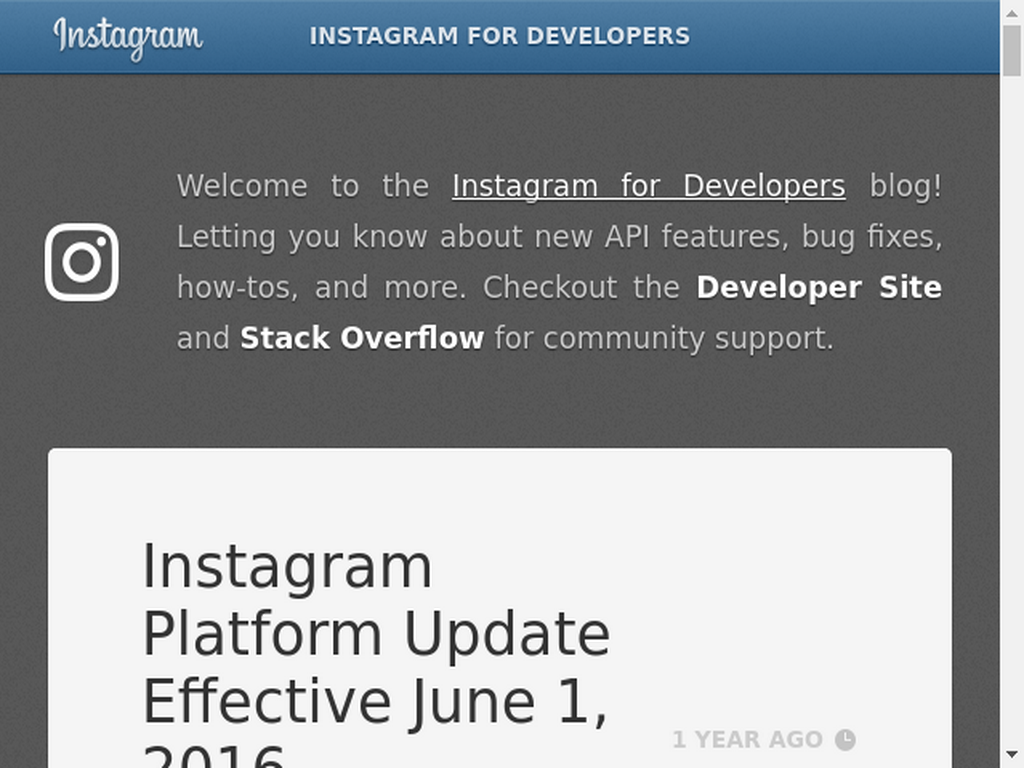 Instagram
INSTAGRAM FOR DEVELOPERS
Welcome to the Instagram for Developers blog!
Letting you know about new API features, bug fixes,
how-tos, and more. Checkout the Developer Site
and Stack Overflow for community support.
Instagram
Platform Update
Effective June 1,
2016
1 YEAR AGO